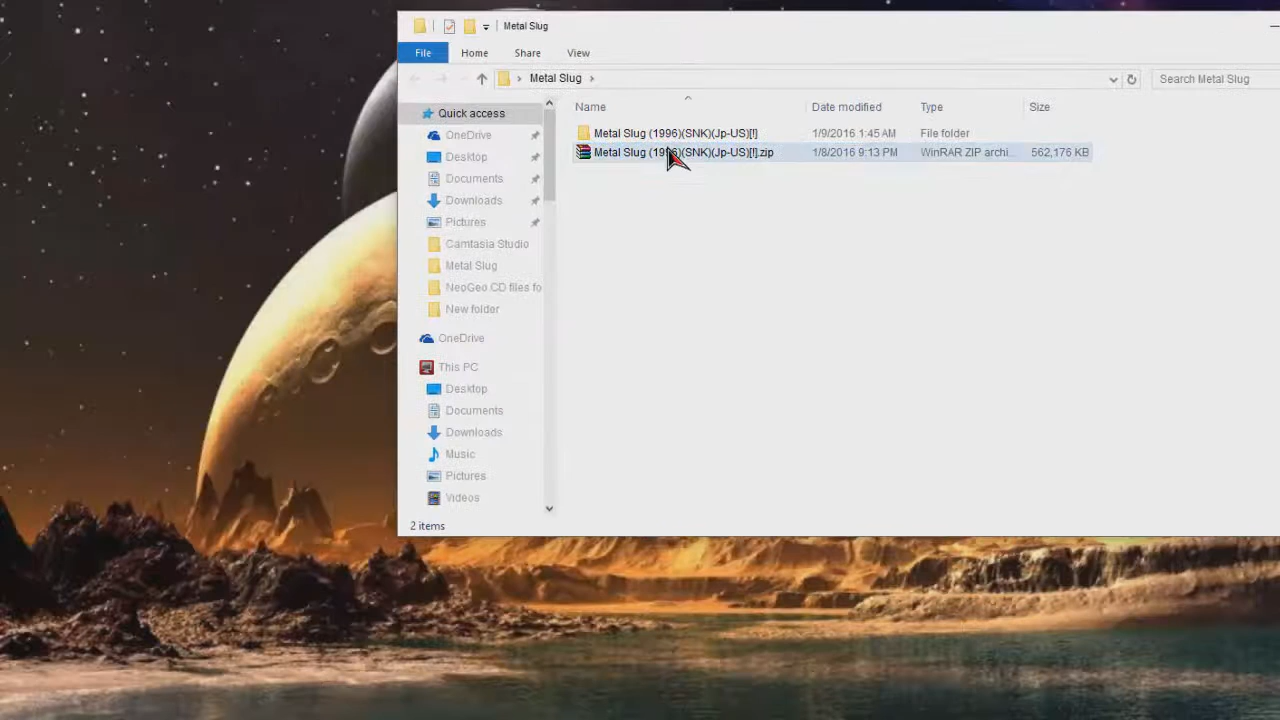 Metal Slug
File Home Share View
Metal Slug Search Metal Slug
Name Date modified Type Size
Quick access
OneDrive
Desktop
Documents
Downloads
Pictures
Camtasia Studio
Metal Slug
NeoGeo CD files fo
New folder
OneDrive
This PC
Desktop
Documents
Downloads
Music
Pictures
Videos
Metal Slug (1996)(SNK)(Jp-US)[!] 1/9/2016 1:45 AM File folder
Metal Slug (1996)(SNK)(Jp-US)[!].zip 1/8/2016 9:13 PM WinRAR ZIP archi... 562,176 KB
2 items